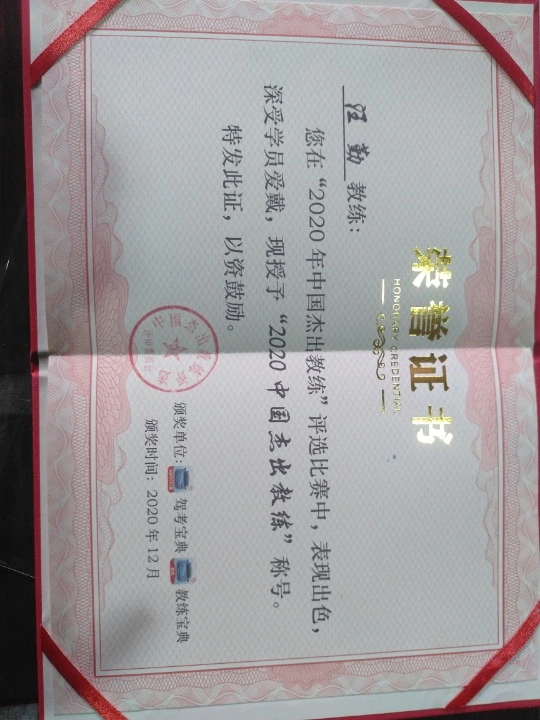 荣誉证书
HONORARY CREDENTIAL
汪勤 教练：
您在“2020年中国杰出教练”评选比赛中，表现出色，
深受学员爱戴，现授予“2020中国杰出教练”称号。
特发此证，以资鼓励。
颁奖单位： 驾考宝典 教练宝典
颁奖时间：2020年12月